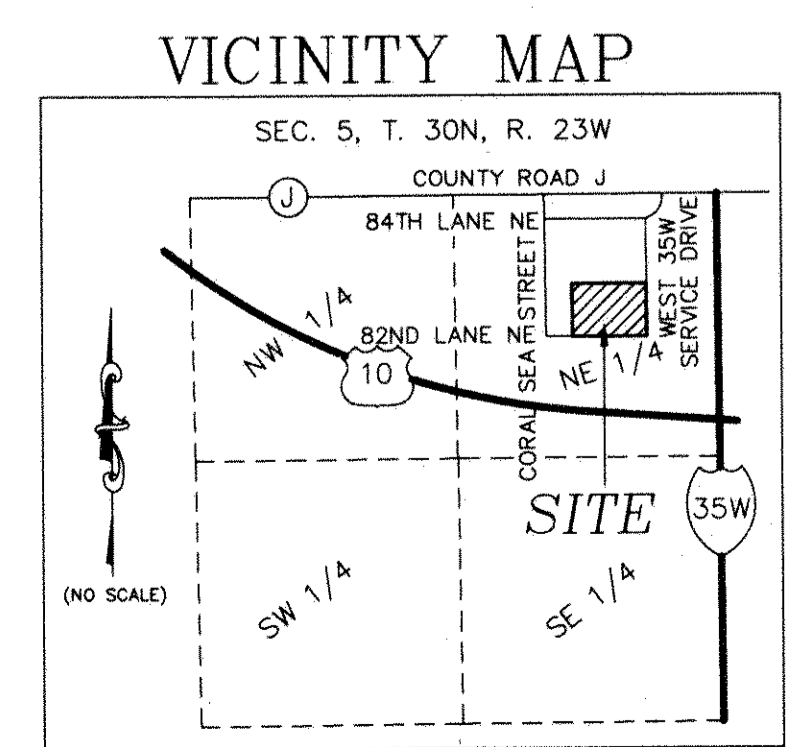 VICINITY MAP
SEC. 5, T. 30N, R. 23W
COUNTY ROAD J
J
84TH LANE NE
CORAL SEA STREET
WEST 35W
SERVICE DRIVE
NW 1/4
82ND LANE NE
NE 1/4
10
SITE
35W
(NO SCALE)
SW 1/4
SE 1/4